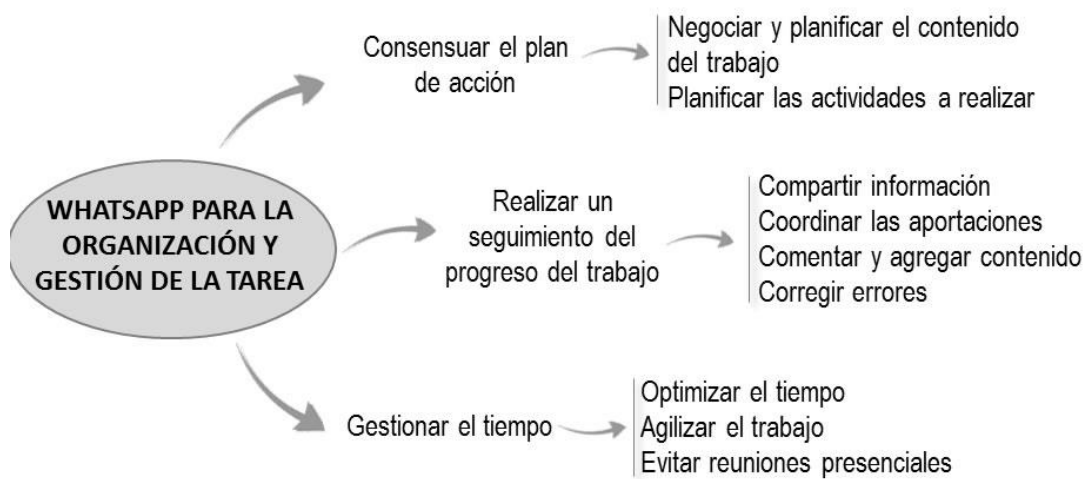 WHATSAPP PARA LA
ORGANIZACIÓN Y
GESTIÓN DE LA TAREA
Consensuar el plan
de acción
Negociar y planificar el contenido
del trabajo
Planificar las actividades a realizar
Realizar un
seguimiento del
progreso del trabajo
Compartir información
Coordinar las aportaciones
Comentar y agregar contenido
Corregir errores
Gestionar el tiempo
Optimizar el tiempo
Agilizar el trabajo
Evitar reuniones presenciales